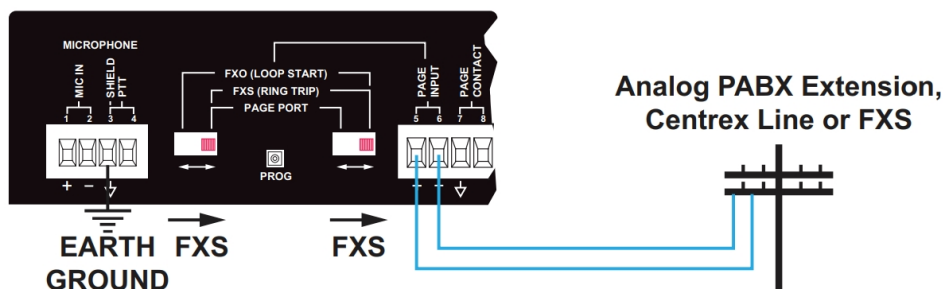 MICROPHONE
MIC IN
SHIELD
PTT
1
2
3
4
+
−
FXO (LOOP START)
FXS (RING TRIP)
PAGE PORT
PROG
PAGE
INPUT
PAGE
CONTACT
5
6
7
8
+
−
EARTH
GROUND
FXS
FXS
Analog PABX Extension,
Centrex Line or FXS